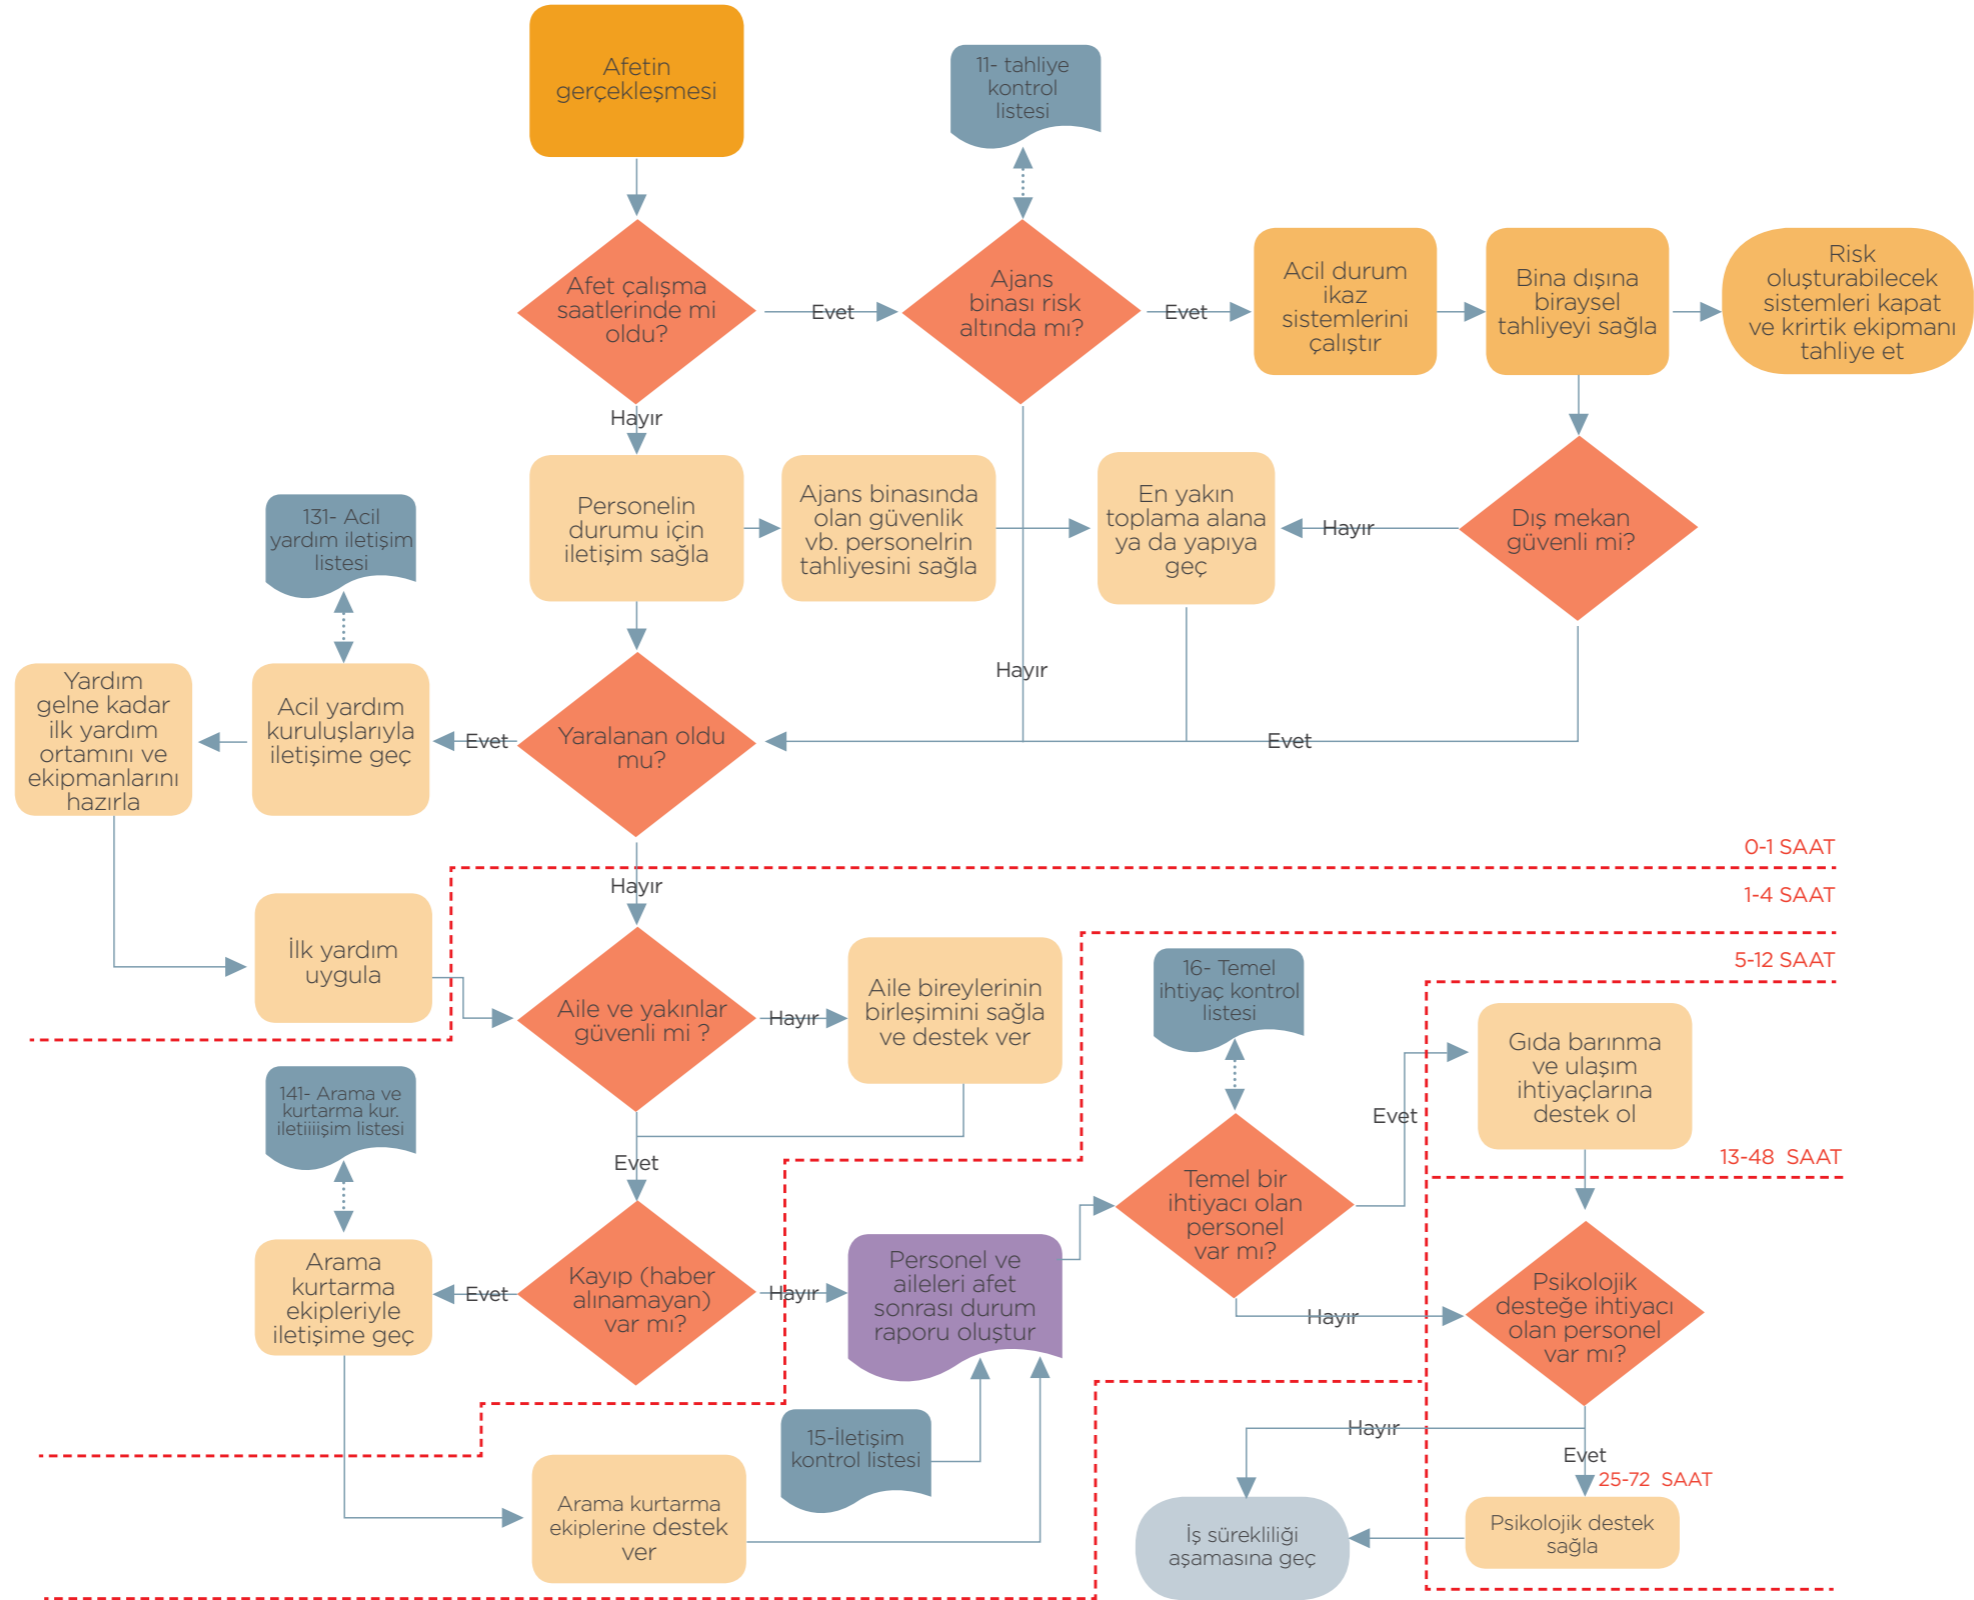 Afetin
gerçekleşmesi
11- tahliye
kontrol
listesi
Afet çalışma
saatlerinde mi
oldu?
Evet
Ajans
binası risk
altında mı?
Evet
Acil durum
ikaz
sistemlerini
çalıştır
Bina dışına
biraysel
tahliyeyi sağla
Risk
oluşturabilecek
sistemleri kapat
ve krirtik ekipmanı
tahliye et
Hayır
131- Acil
yardım iletişim
listesi
Personelin
durumu için
iletişim sağla
Ajans binasında
olan güvenlik
vb. personelrin
tahliyesini sağla
En yakın
toplama alana
ya da yapıya
geç
Hayır
Dış mekan
güvenli mi?
Hayır
Yardım
gelne kadar
ilk yardım
ortamını ve
ekipmanlarını
hazırla
Acil yardım
kuruluşlarıyla
iletişime geç
Evet
Yaralanan oldu
mu?
Evet
0-1 SAAT
Hayır
1-4 SAAT
İlk yardım
uygula
Aile ve yakınlar
güvenli mi ?
Hayır
Aile bireylerinin
birleşimini sağla
ve destek ver
5-12 SAAT
16- Temel
ihtiyaç kontrol
listesi
Gıda barınma
ve ulaşım
ihtiyaçlarına
destek ol
141- Arama ve
kurtarma kur.
iletiiiişim listesi
Evet
Evet
13-48 SAAT
Temel bir
ihtiyacı olan
personel
var mı?
Arama
kurtarma
ekipleriyle
iletişime geç
Evet
Kayıp (haber
alınamayan)
var mı?
Hayır
Personel ve
aileleri afet
sonrası durum
raporu oluştur
Hayır
Psikolojik
desteğe ihtiyacı
olan personel
var mı?
15-İletişim
kontrol listesi
Hayır
Evet
25-72 SAAT
Arama kurtarma
ekiplerine destek
ver
İş sürekliliği
aşamasına geç
Psikolojik destek
sağla